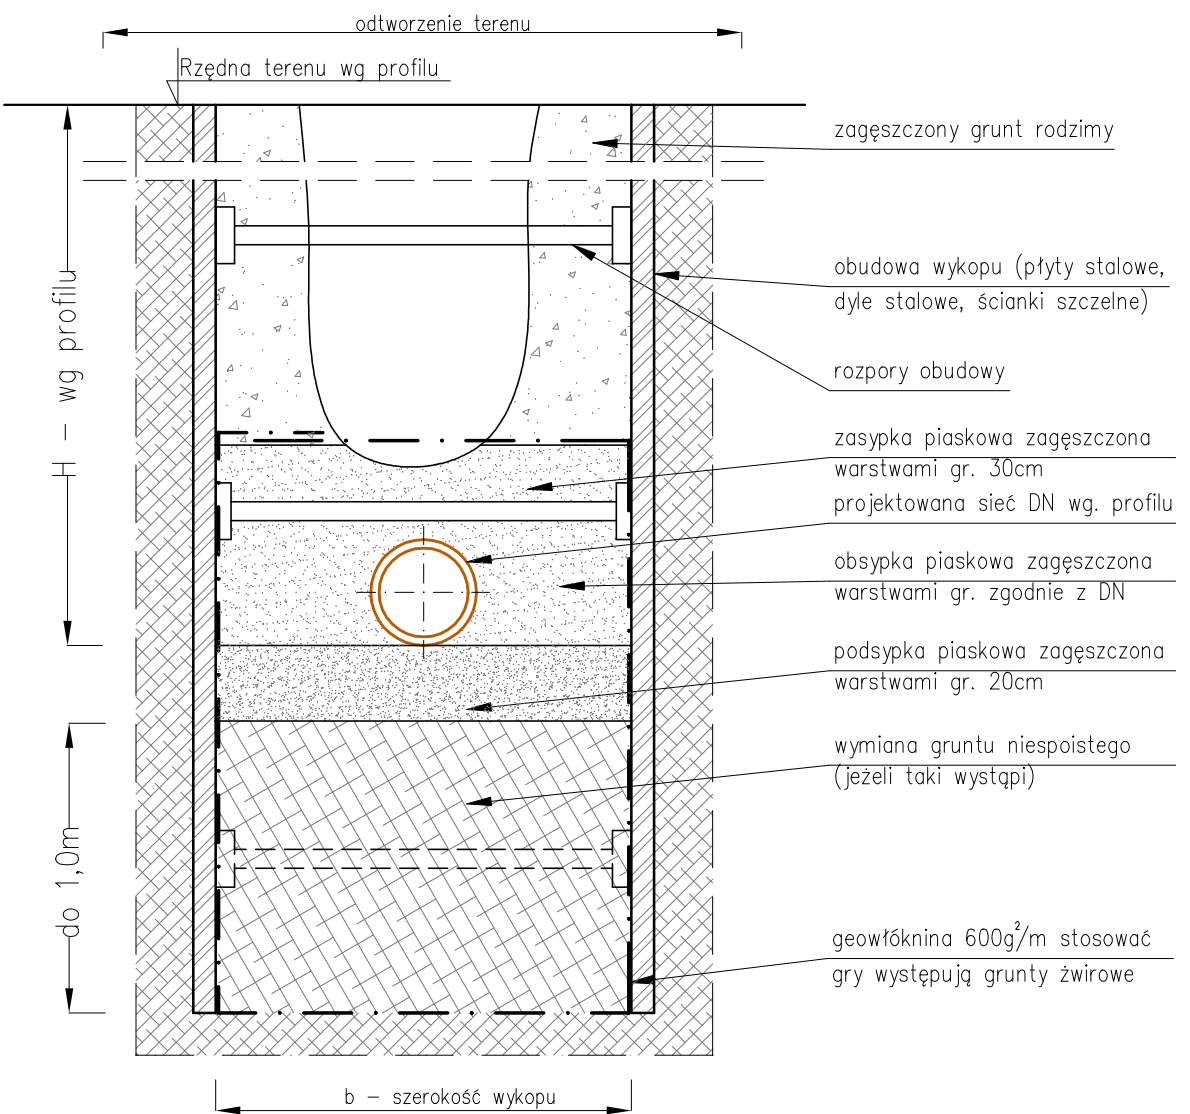 odtworzenie terenu
Rzędna terenu wg profilu
zagęszczony grunt rodzimy
obudowa wykopu (płyty stalowe,
dyle stalowe, ścianki szczelne)
rozpory obudowy
zasypka piaskowa zagęszczona
warstwami gr. 30cm
projektowana sieć DN wg. profilu
obsypka piaskowa zagęszczona
warstwami gr. zgodnie z DN
podsypka piaskowa zagęszczona
warstwami gr. 20cm
wymiana gruntu niespoistego
(jeżeli taki wystąpi)
geowłóknina 600g²/m stosować
gry występują grunty żwirowe
H – wg profilu
do 1,0m
b – szerokość wykopu